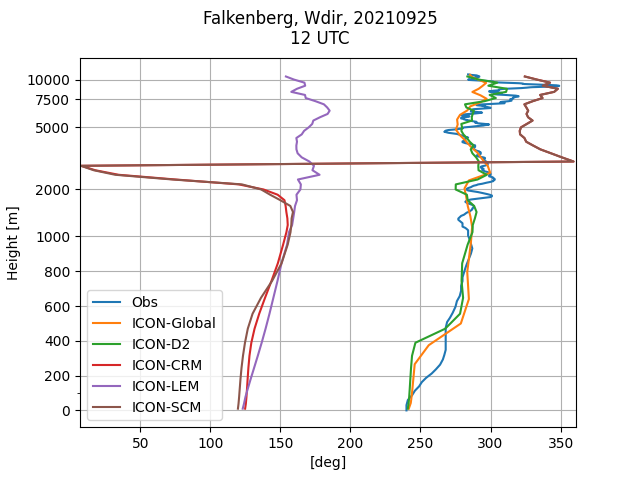 Falkenberg, Wdir, 20210925
12 UTC
10000
7500
5000
2000
1000
800
600
400
200
0
Height [m]
Obs
ICON-Global
ICON-D2
ICON-CRM
ICON-LEM
ICON-SCM
50 100 150 200 250 300 350
[deg]